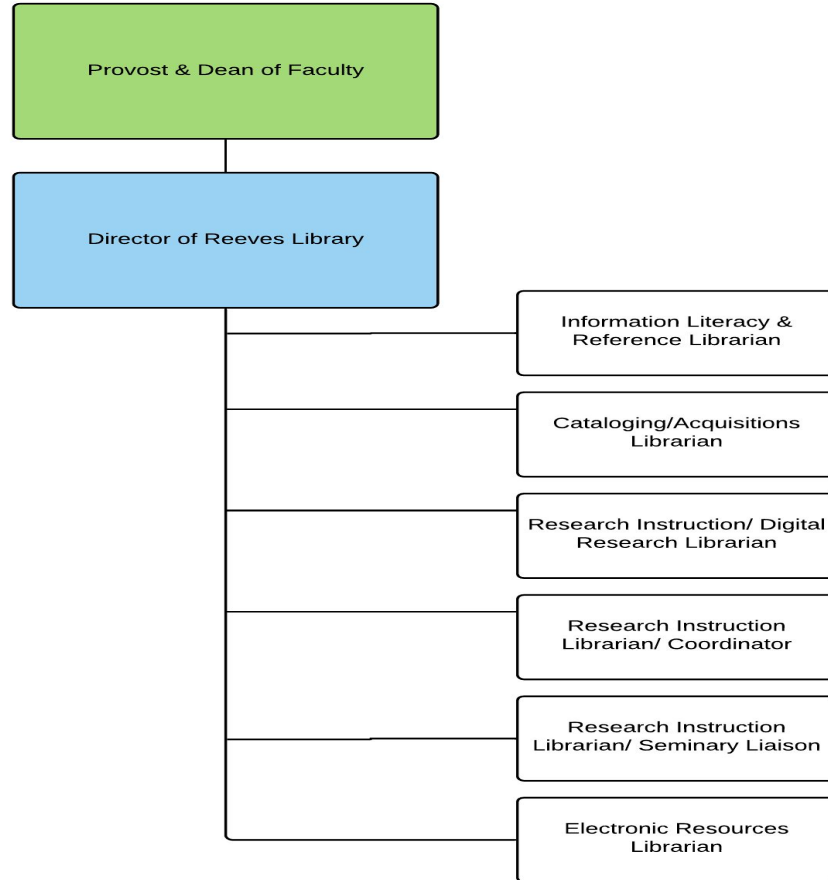 Provost & Dean of Faculty
Director of Reeves Library
Information Literacy &
Reference Librarian
Cataloging/Acquisitions
Librarian
Research Instruction/ Digital
Research Librarian
Research Instruction
Librarian/ Coordinator
Research Instruction
Librarian/ Seminary Liaison
Electronic Resources
Librarian